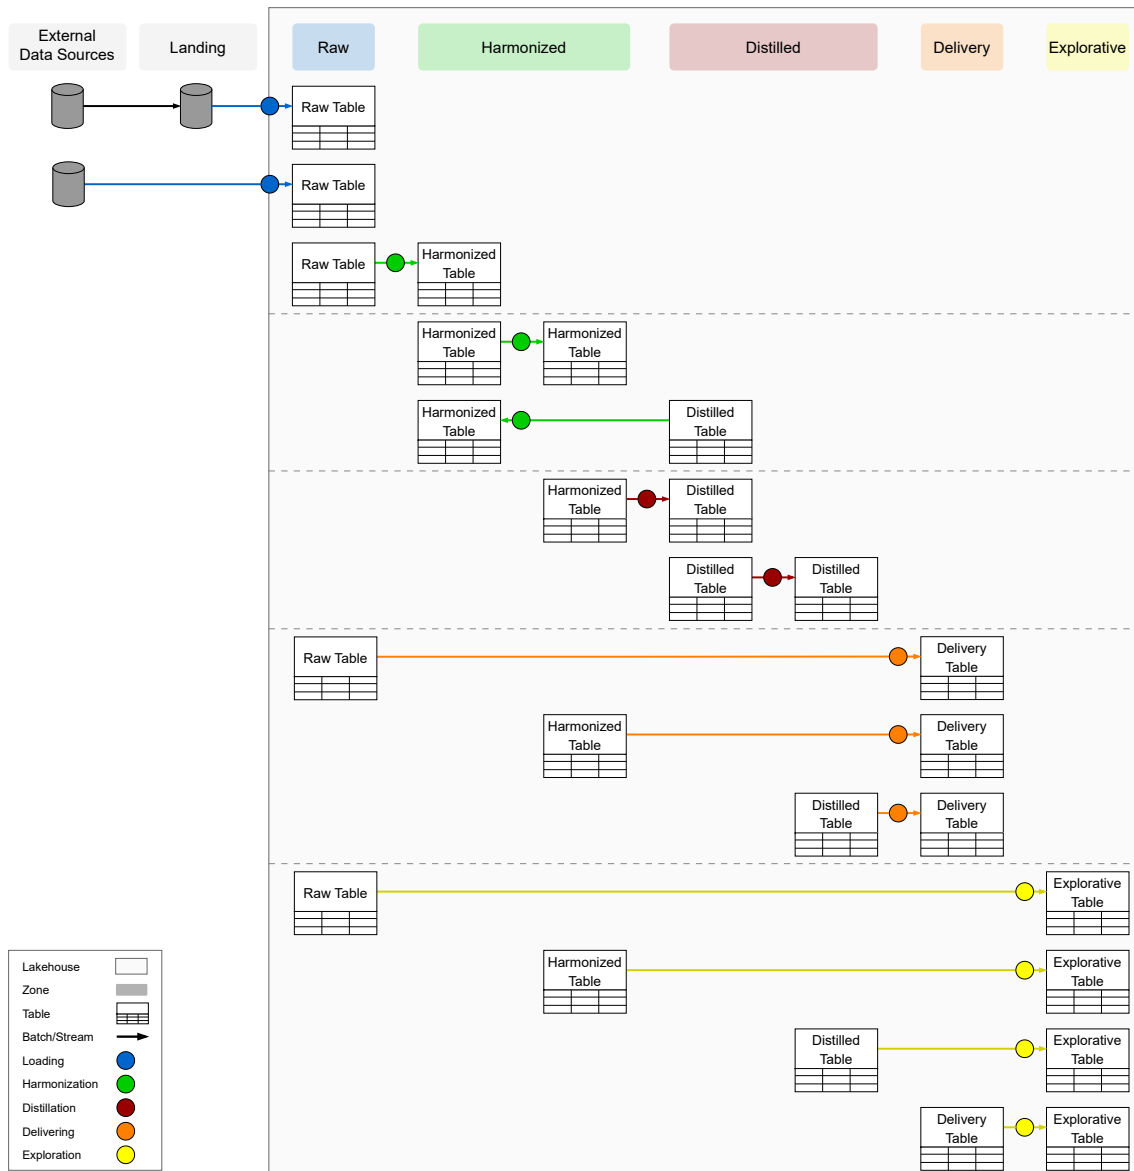 External
Data Sources
Landing
Raw
Harmonized
Distilled
Delivery
Explorative
Raw Table
Raw Table
Raw Table
Harmonized
Table
Harmonized
Table
Harmonized
Table
Harmonized
Table
Distilled
Table
Harmonized
Table
Distilled
Table
Distilled
Table
Distilled
Table
Raw Table
Delivery
Table
Harmonized
Table
Delivery
Table
Distilled
Table
Delivery
Table
Raw Table
Explorative
Table
Harmonized
Table
Explorative
Table
Distilled
Table
Explorative
Table
Delivery
Table
Explorative
Table
Lakehouse
Zone
Table
Batch/Stream
Loading
Harmonization
Distillation
Delivering
Exploration